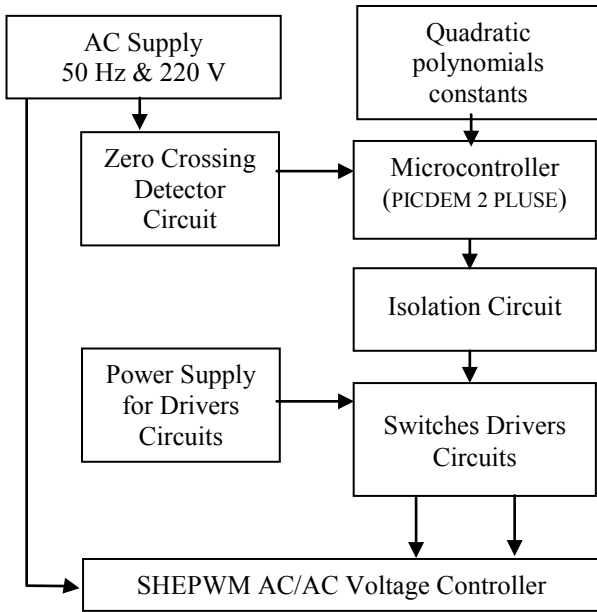 AC Supply
50 Hz & 220 V
Quadratic
polynomials
constants
Zero Crossing
Detector
Circuit
Microcontroller
(PICDEM 2 PLUSE)
Isolation Circuit
Power Supply
for Drivers
Circuits
Switches Drivers
Circuits
SHEPWM AC/AC Voltage Controller